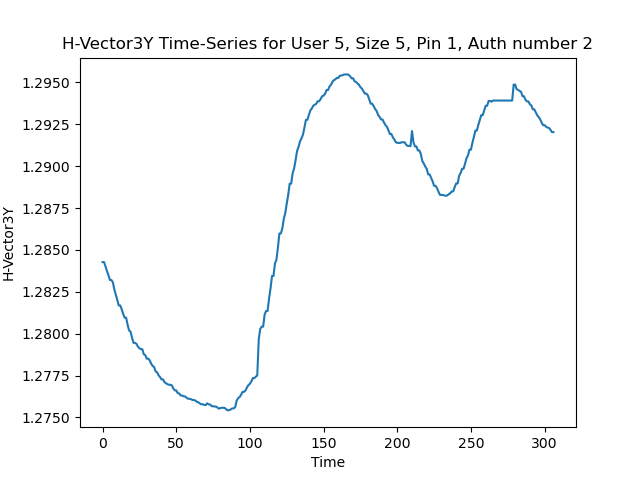 H-Vector3Y Time-Series for User 5, Size 5, Pin 1, Auth number 2
H-Vector3Y
1.2950
1.2925
1.2900
1.2875
1.2850
1.2825
1.2800
1.2775
1.2750
0 50 100 150 200 250 300
Time